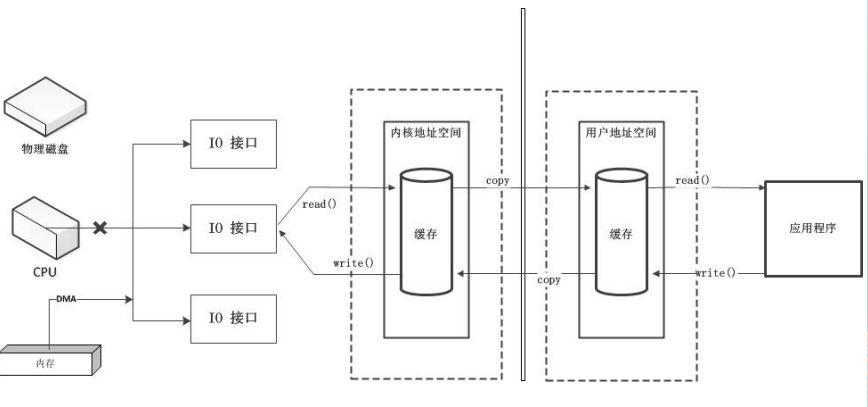 物理磁盘
CPU
DMA
内存
IO 接口
IO 接口
IO 接口
read()
write()
内核地址空间
缓存
copy
copy
用户地址空间
缓存
read()
write()
应用程序